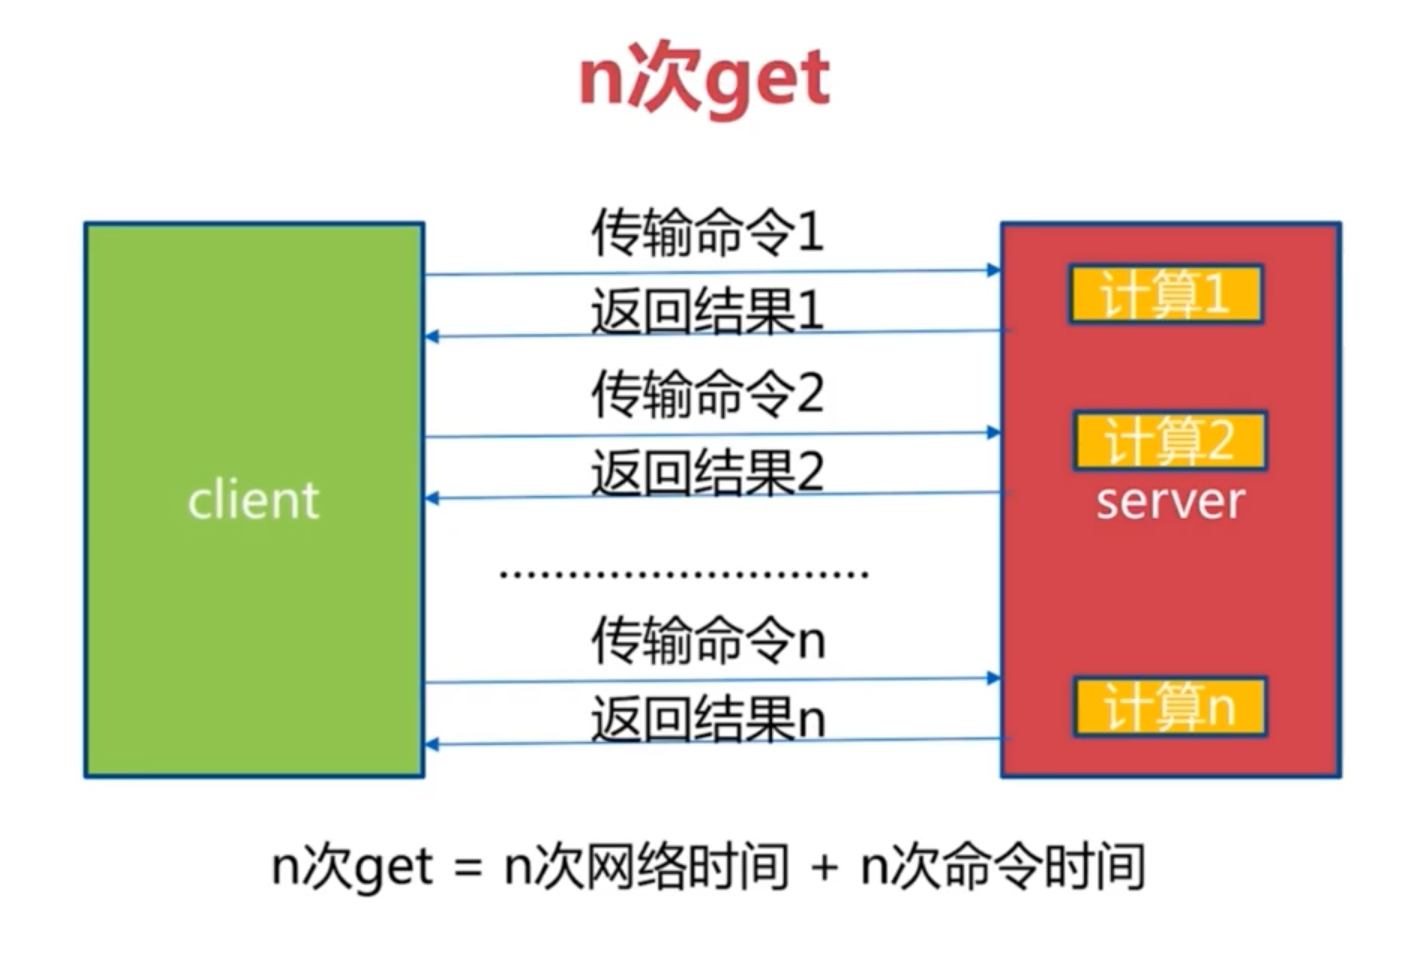 n次get
传输命令1
计算1
返回结果1
传输命令2
计算2
返回结果2
client
server
...........................
传输命令n
计算n
返回结果n
n次get = n次网络时间 + n次命令时间